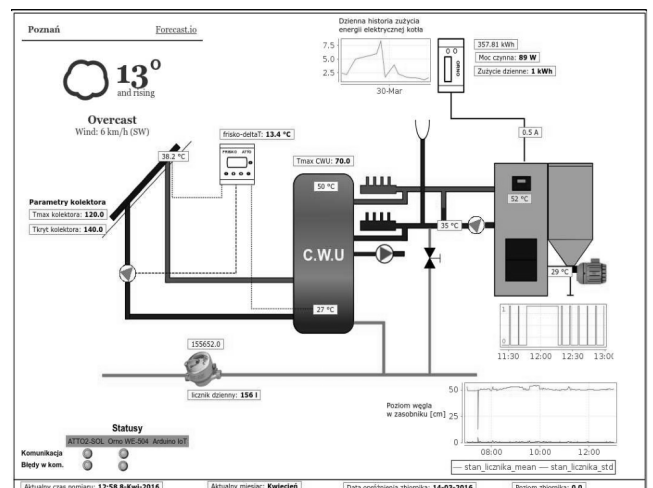 Poznań
Forecast.io
13°
and rising
Overcast
Wind: 6 km/h (SW)
Dzienna historia zużycia
energii elektrycznej kotła
7.5
5.0
2.5
30-Mar
ORNO
357.81 kWh
Moc czynna: 89 W
Zużycie dzienne: 1 kWh
0.5 A
frisko-deltaT: 13.4 °C
FRISKO ATTO
38.2 °C
Tmax CWU: 70.0
50 °C
52 °C
Parametry kolektora
Tmax kolektora: 120.0
Tkryt kolektora: 140.0
35 °C
C.W.U
29 °C
27 °C
1
0
11:30 12:00 12:30 13:00
155652.0
licznik dzienny: 156 l
Poziom węgla
w zasobniku [cm]
50
25
0
08:00 10:00 12:00
stan_licznika_mean stan_licznika_std
Statusy
ATTO2-SOL Orno WE-504 Arduino IoT
Komunikacja
Błędy w kom.
Aktualny czas pomiaru: 12:58 8-Kwi-2016
Aktualny miesiąc: Kwiecień
Data opróżnienia zbiornika: 14-03-2016
Poziom zbiornika: 0.0